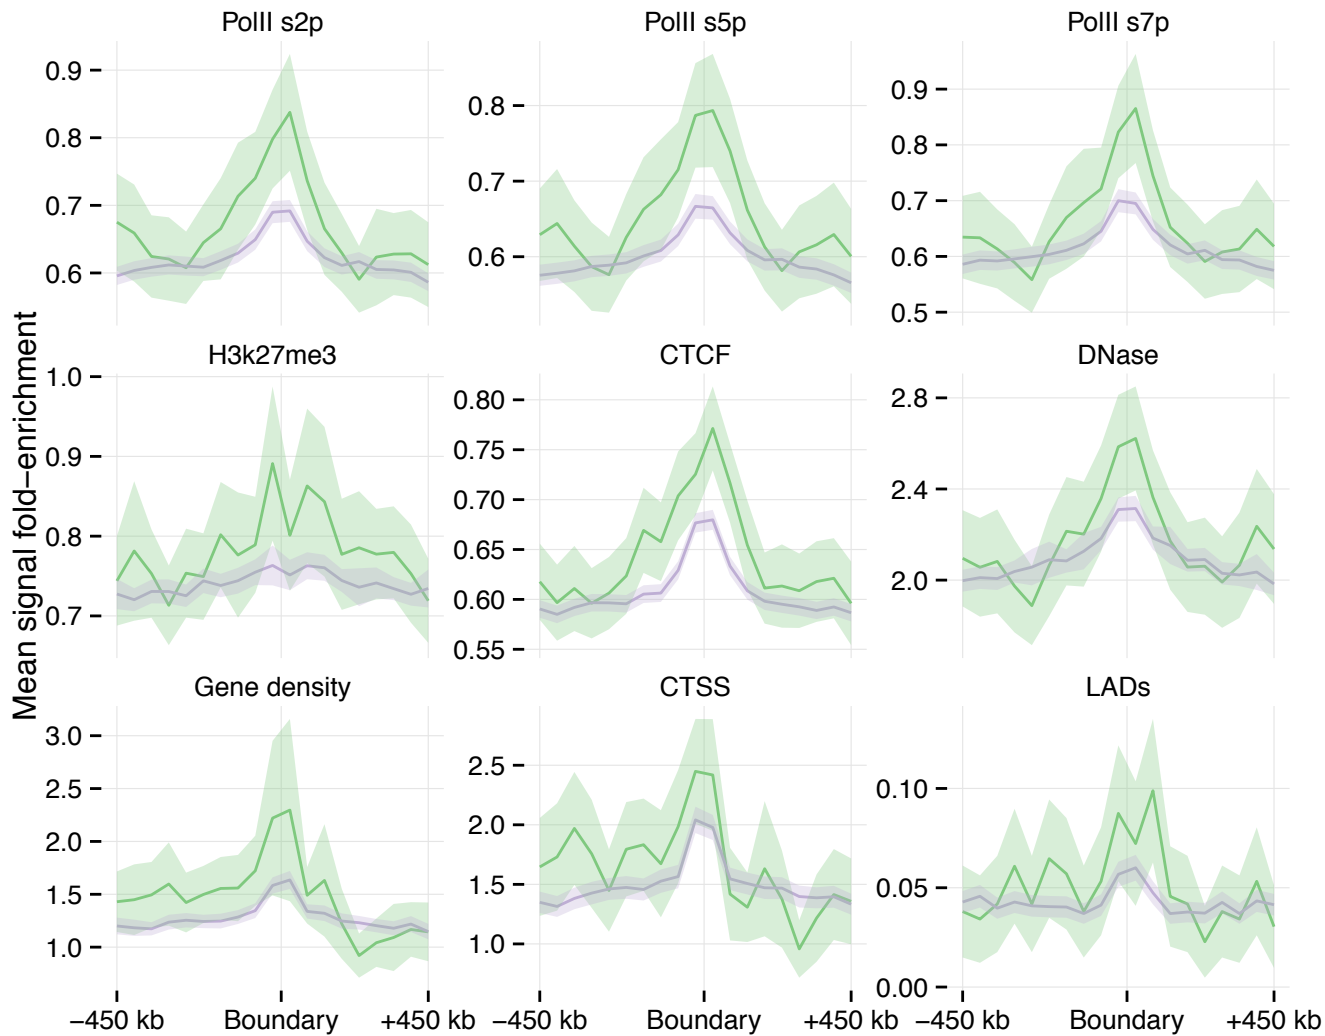 PolII s2p
PolII s5p
PolII s7p
0.9
0.8
0.7
0.6
0.8
0.7
0.6
0.9
0.8
0.7
0.6
0.5
Mean signal fold−enrichment
H3k27me3
CTCF
DNase
1.0
0.9
0.8
0.7
0.80
0.75
0.70
0.65
0.60
0.55
2.8
2.4
2.0
Gene density
CTSS
LADs
3.0
2.5
2.0
1.5
1.0
2.5
2.0
1.5
1.0
0.10
0.05
0.00
−450 kb Boundary +450 kb
−450 kb Boundary +450 kb
−450 kb Boundary +450 kb